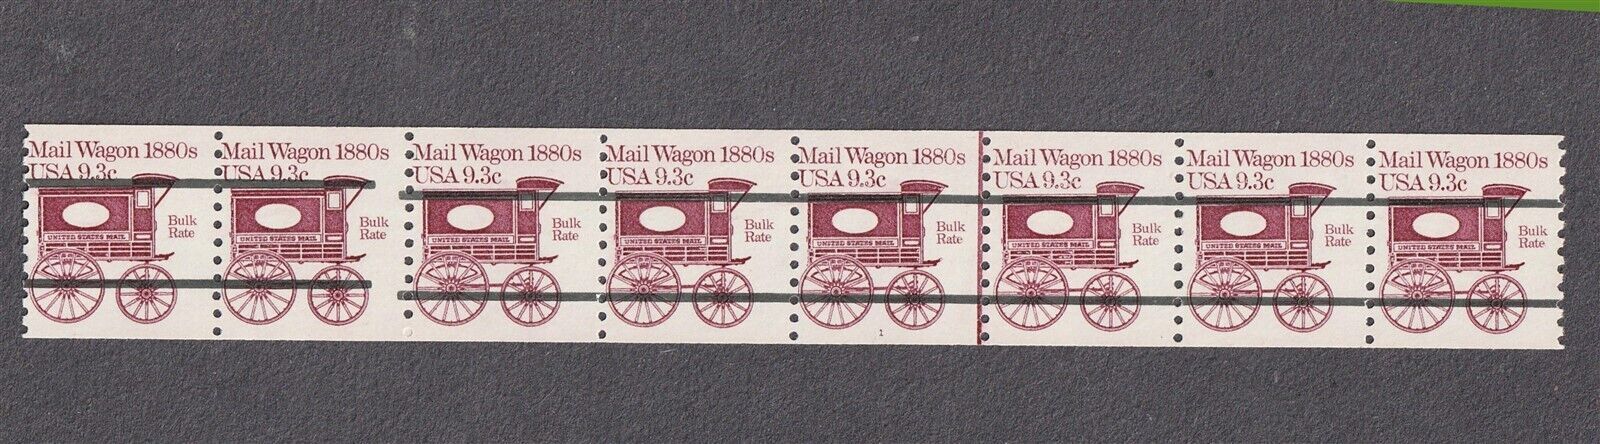 Mail Wagon 1880s
USA 9.3c
Bulk
Rate
UNITED STATES MAIL
Mail Wagon 1880s
USA 9.3c
Bulk
Rate
UNITED STATES MAIL
Mail Wagon 1880s
USA 9.3c
Bulk
Rate
UNITED STATES MAIL
Mail Wagon 1880s
USA 9.3c
Bulk
Rate
UNITED STATES MAIL
Mail Wagon 1880s
USA 9.3c
Bulk
Rate
UNITED STATES MAIL
1
Mail Wagon 1880s
USA 9.3c
Bulk
Rate
UNITED STATES MAIL
Mail Wagon 1880s
USA 9.3c
Bulk
Rate
UNITED STATES MAIL
Mail Wagon 1880s
USA 9.3c
Bulk
Rate
UNITED STATES MAIL